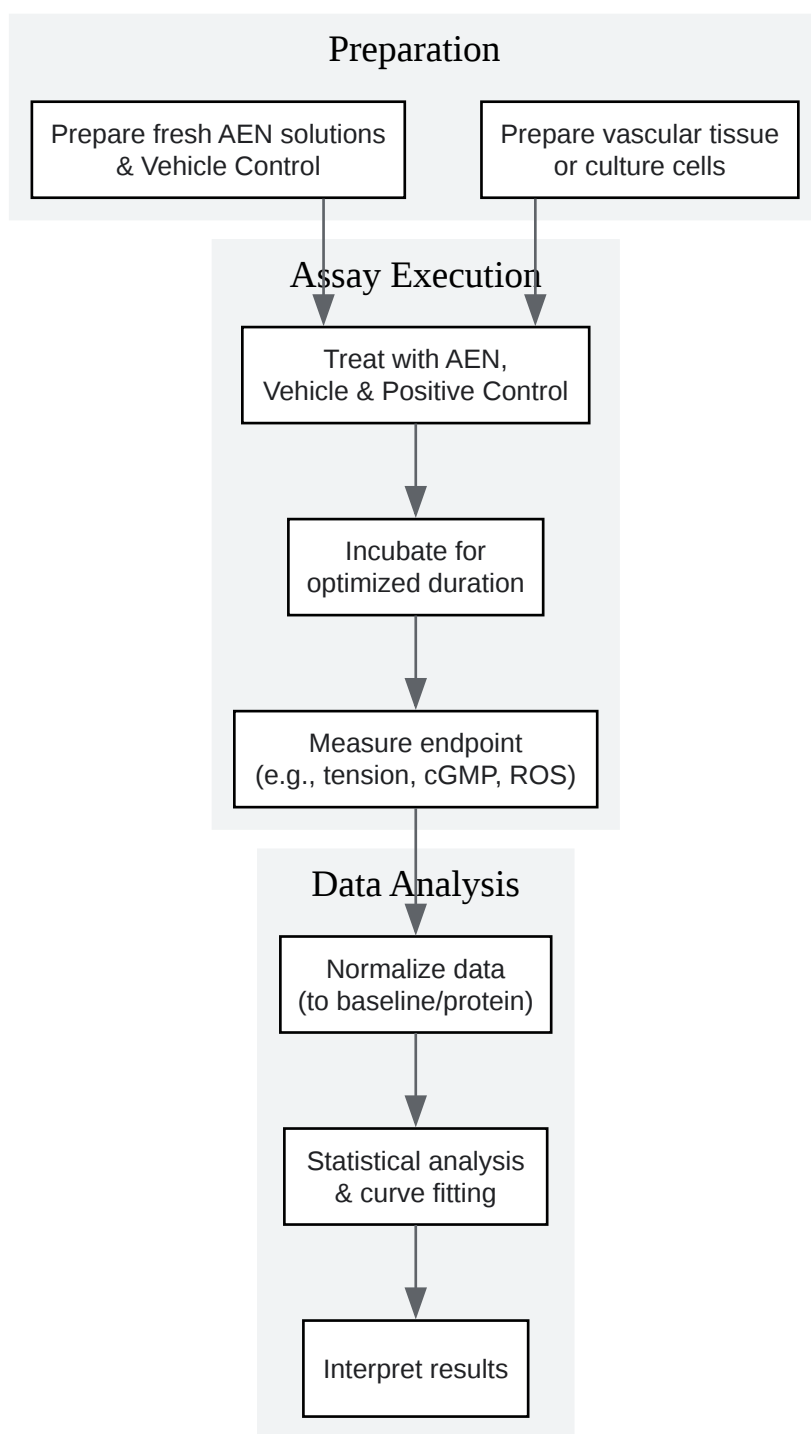 Preparation
Prepare fresh AEN solutions
& Vehicle Control
Prepare vascular tissue
or culture cells
Assay Execution
Treat with AEN,
Vehicle & Positive Control
Incubate for
optimized duration
Measure endpoint
(e.g., tension, cGMP, ROS)
Data Analysis
Normalize data
(to baseline/protein)
Statistical analysis
& curve fitting
Interpret results